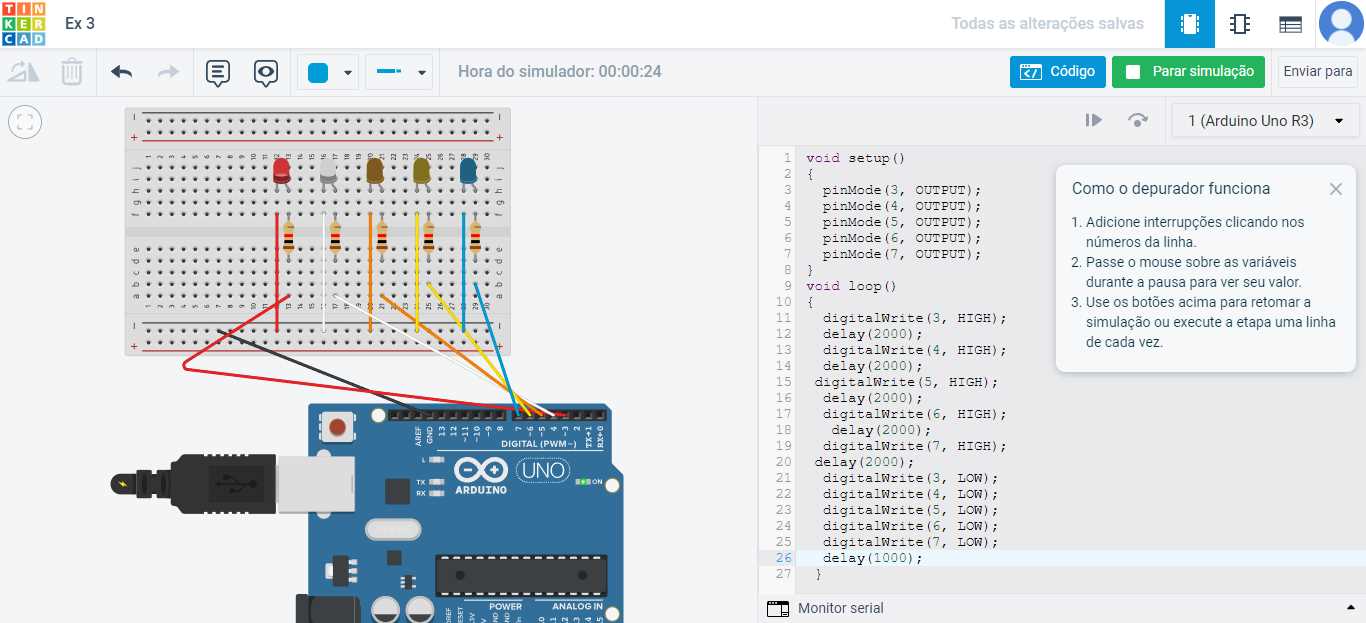 TIN
KER
CAD
Ex 3
Todas as alterações salvas
Hora do simulador: 00:00:24
Código
Parar simulação
Enviar para
1 (Arduino Uno R3)
1 void setup()
2 {
3 pinMode(3, OUTPUT);
4 pinMode(4, OUTPUT);
5 pinMode(5, OUTPUT);
6 pinMode(6, OUTPUT);
7 pinMode(7, OUTPUT);
8 }
9 void loop()
10 {
11 digitalWrite(3, HIGH);
12 delay(2000);
13 digitalWrite(4, HIGH);
14 delay(2000);
15 digitalWrite(5, HIGH);
16 delay(2000);
17 digitalWrite(6, HIGH);
18 delay(2000);
19 digitalWrite(7, HIGH);
20 delay(2000);
21 digitalWrite(3, LOW);
22 digitalWrite(4, LOW);
23 digitalWrite(5, LOW);
24 digitalWrite(6, LOW);
25 digitalWrite(7, LOW);
26 delay(1000);
27 }
Como o depurador funciona
1. Adicione interrupções clicando nos
números da linha.
2. Passe o mouse sobre as variáveis
durante a pausa para ver seu valor.
3. Use os botões acima para retomar a
simulação ou execute a etapa uma linha
de cada vez.
Monitor serial
AREF
GND
13
12
~11
~10
~9
8
7
~6
~5
4
~3
2
TX→1
RX←0
DIGITAL (PWM~)
L
TX
RX
UNO
ARDUINO
ON
POWER
ANALOG IN